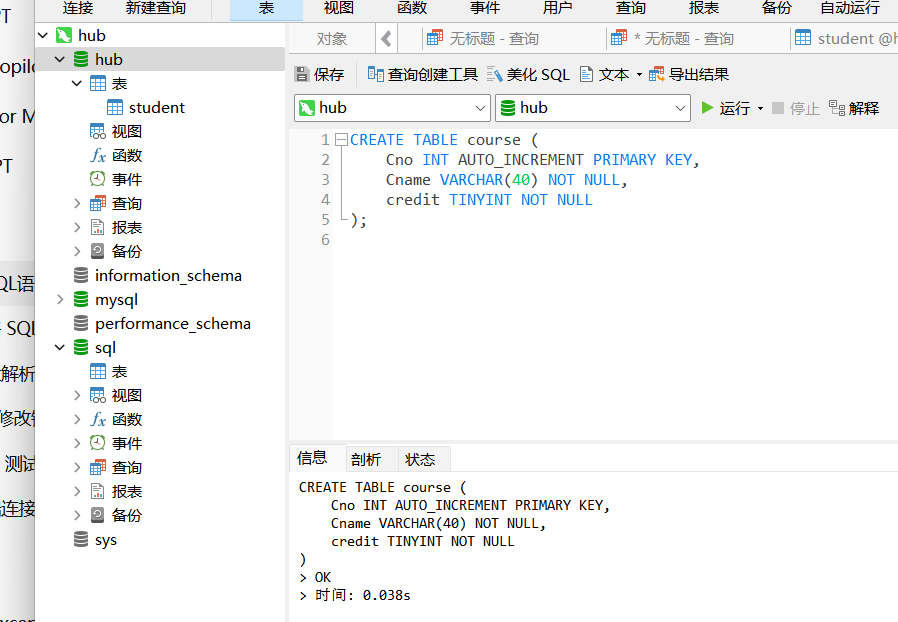 连接 新建查询 表 视图 函数 事件 用户 查询 报表 备份 自动运行
PT
hub
对象 无标题 - 查询 * 无标题 - 查询 student @h
hub
opilo
保存 查询创建工具 美化 SQL 文本 导出结果
表
student
hub hub 运行 停止 解释
or M
视图
函数
PT
事件
查询
报表
备份
information_schema
QL语
mysql
performance_schema
SQL
sql
表
解析
视图
函数
事件
查询
测试
报表
连接
备份
sys
1 CREATE TABLE course (
2 Cno INT AUTO_INCREMENT PRIMARY KEY,
3 Cname VARCHAR(40) NOT NULL,
4 credit TINYINT NOT NULL
5 );
6
信息 剖析 状态
CREATE TABLE course (
Cno INT AUTO_INCREMENT PRIMARY KEY,
Cname VARCHAR(40) NOT NULL,
credit TINYINT NOT NULL
)
> OK
> 时间: 0.038s